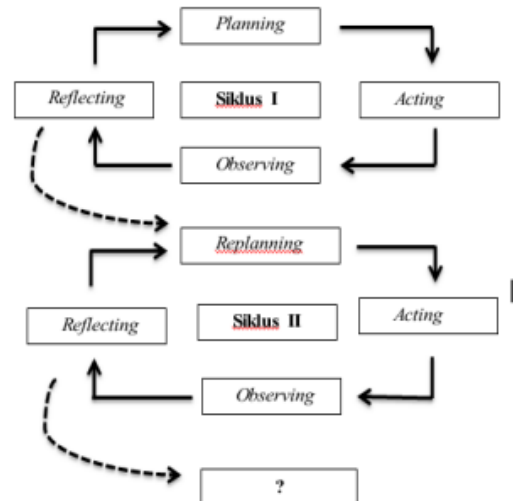 Planning
Reflecting
Siklus I
Acting
Observing
Replanning
Reflecting
Siklus II
Acting
Observing
?